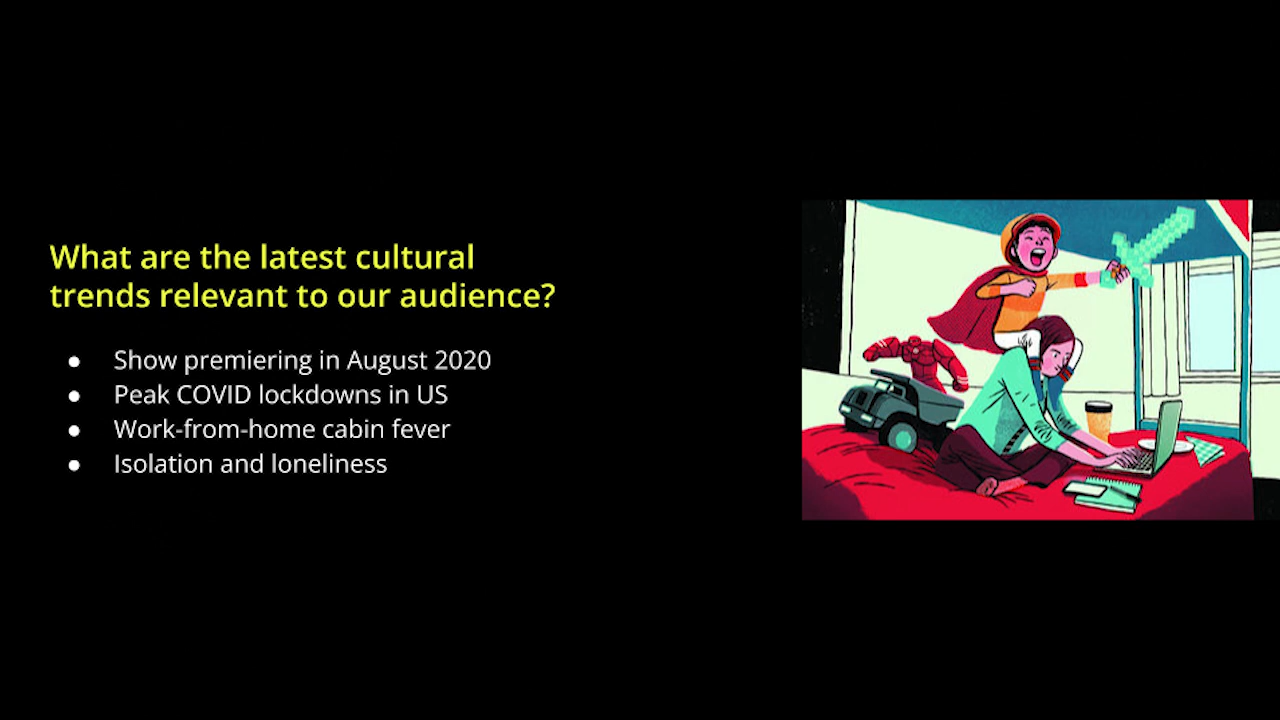 What are the latest cultural
trends relevant to our audience?
● Show premiering in August 2020
● Peak COVID lockdowns in US
● Work-from-home cabin fever
● Isolation and loneliness